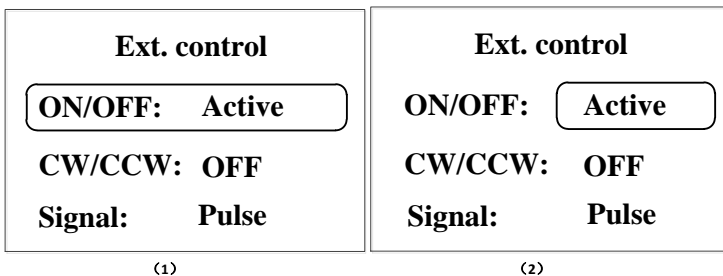 Ext. control
ON/OFF: Active
CW/CCW: OFF
Signal: Pulse
(1)
Ext. control
ON/OFF: Active
CW/CCW: OFF
Signal: Pulse
(2)